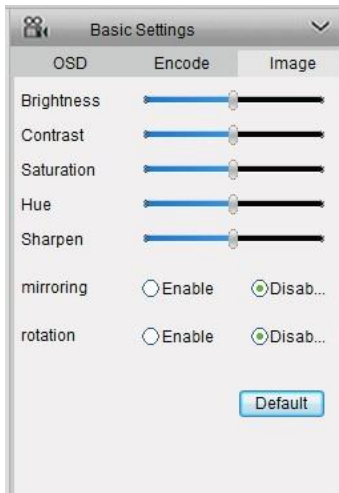 Basic Settings
OSD Encode Image
Brightness
Contrast
Saturation
Hue
Sharpen
mirroring Enable Disab...
rotation Enable Disab...
Default